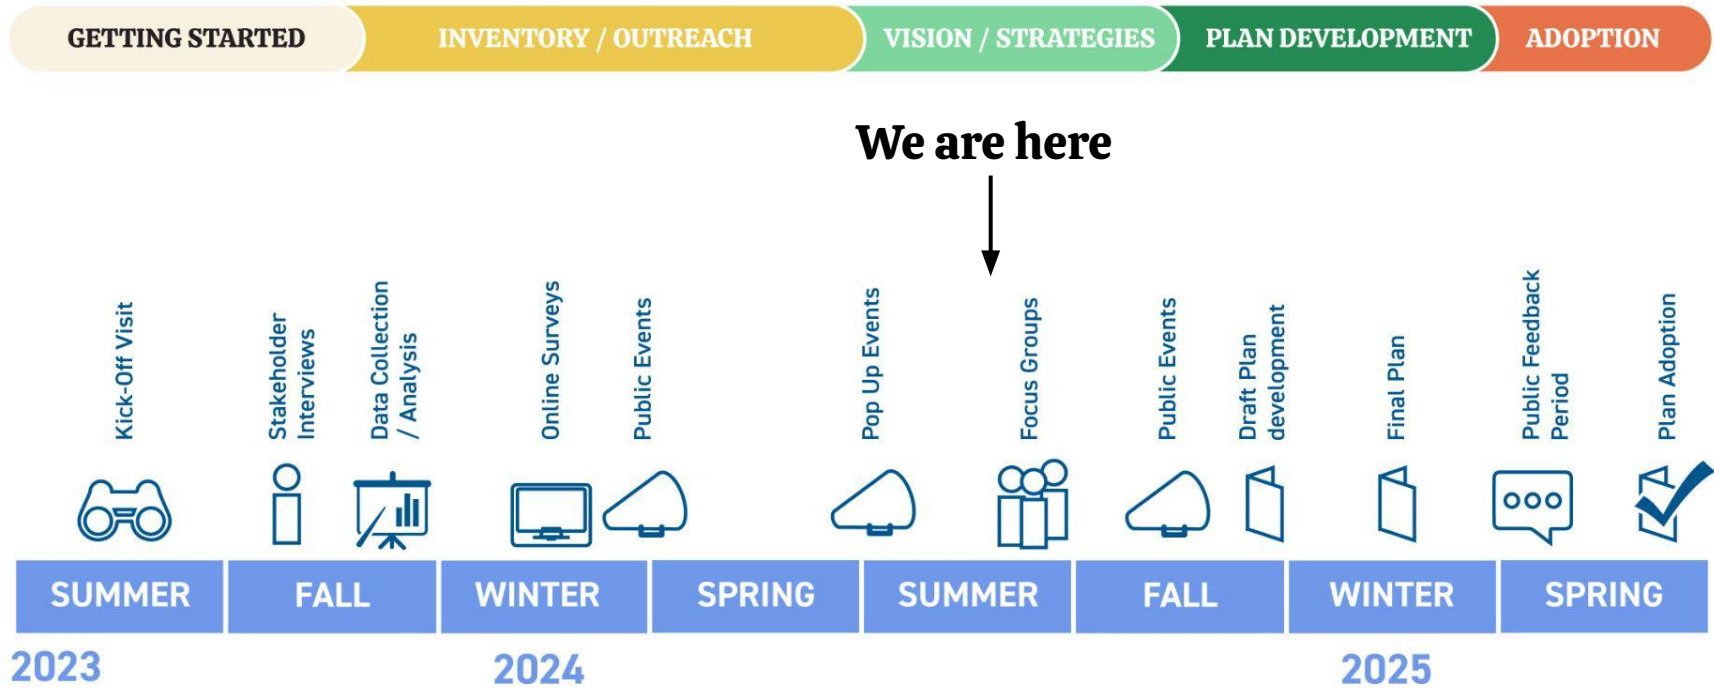 GETTING STARTED
INVENTORY / OUTREACH
VISION / STRATEGIES
PLAN DEVELOPMENT
ADOPTION
We are here
Kick-Off Visit
Stakeholder
Interviews
Data Collection
/ Analysis
Online Surveys
Public Events
Pop Up Events
Focus Groups
Public Events
Draft Plan
development
Final Plan
Public Feedback
Period
Plan Adoption
SUMMER
FALL
WINTER
SPRING
SUMMER
FALL
WINTER
SPRING
2023
2024
2025